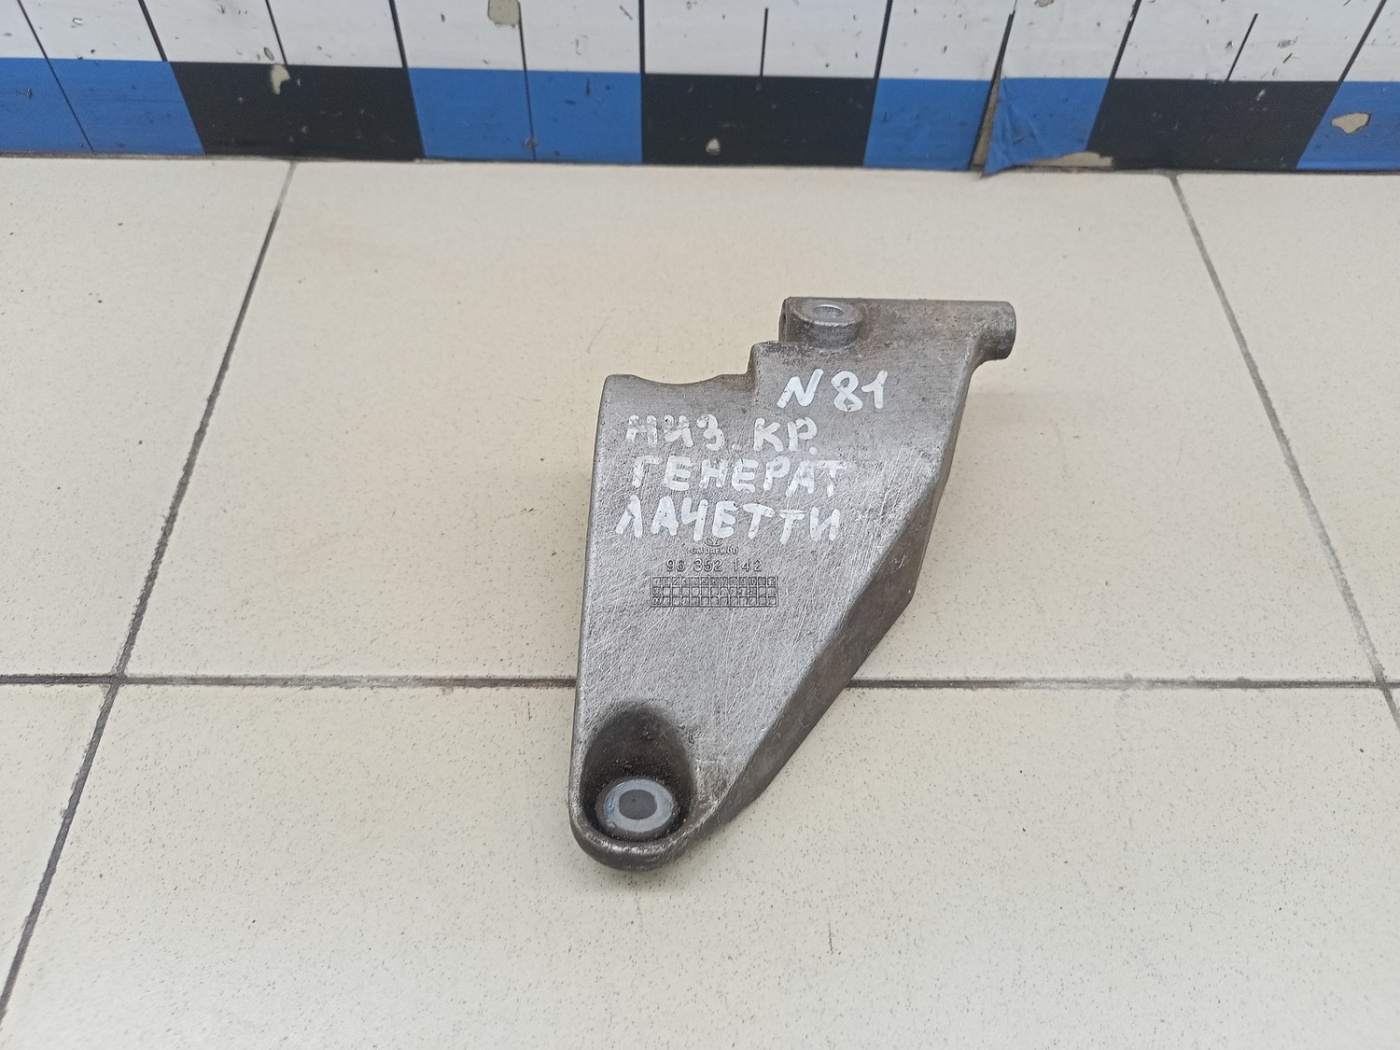 N81
НИЗ. КР.
ГЕНЕРАТ
ЛАЧЕТТИ
96 352 142